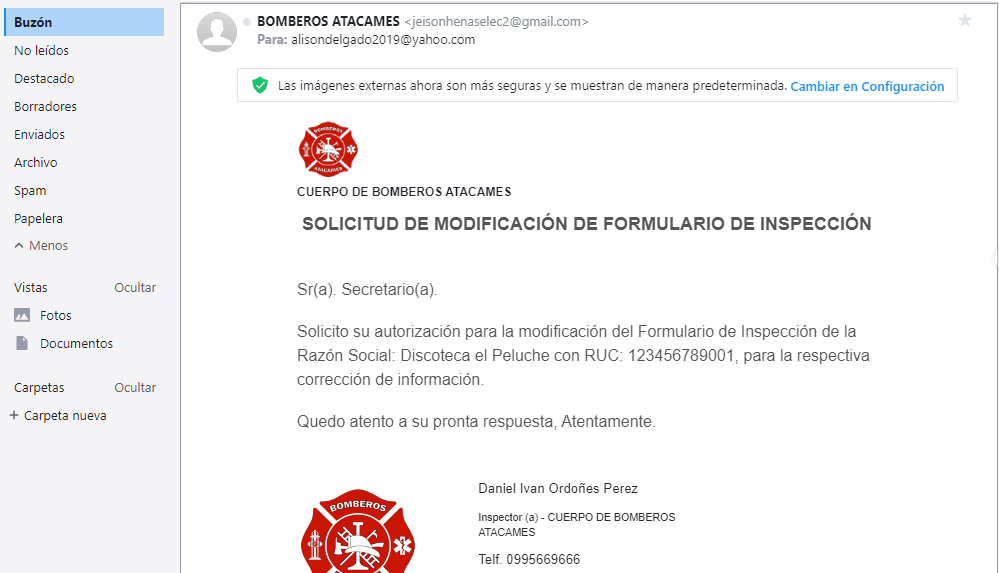 Buzón
No leídos
Destacado
Borradores
Enviados
Archivo
Spam
Papelera
Menos
Vistas Ocultar
Fotos
Documentos
Carpetas Ocultar
+ Carpeta nueva
BOMBEROS ATACAMES <jeisonhenaselec2@gmail.com>
Para: alisondelgado2019@yahoo.com
Las imágenes externas ahora son más seguras y se muestran de manera predeterminada. Cambiar en Configuración
BOMBEROS
ATACAMES
CUERPO DE BOMBEROS ATACAMES
SOLICITUD DE MODIFICACIÓN DE FORMULARIO DE INSPECCIÓN
Sr(a). Secretario(a).
Solicito su autorización para la modificación del Formulario de Inspección de la
Razón Social: Discoteca el Peluche con RUC: 123456789001, para la respectiva
corrección de información.
Quedo atento a su pronta respuesta, Atentamente.
BOMBEROS
Daniel Ivan Ordoñes Perez
Inspector (a) - CUERPO DE BOMBEROS
ATACAMES
Telf. 0995669666